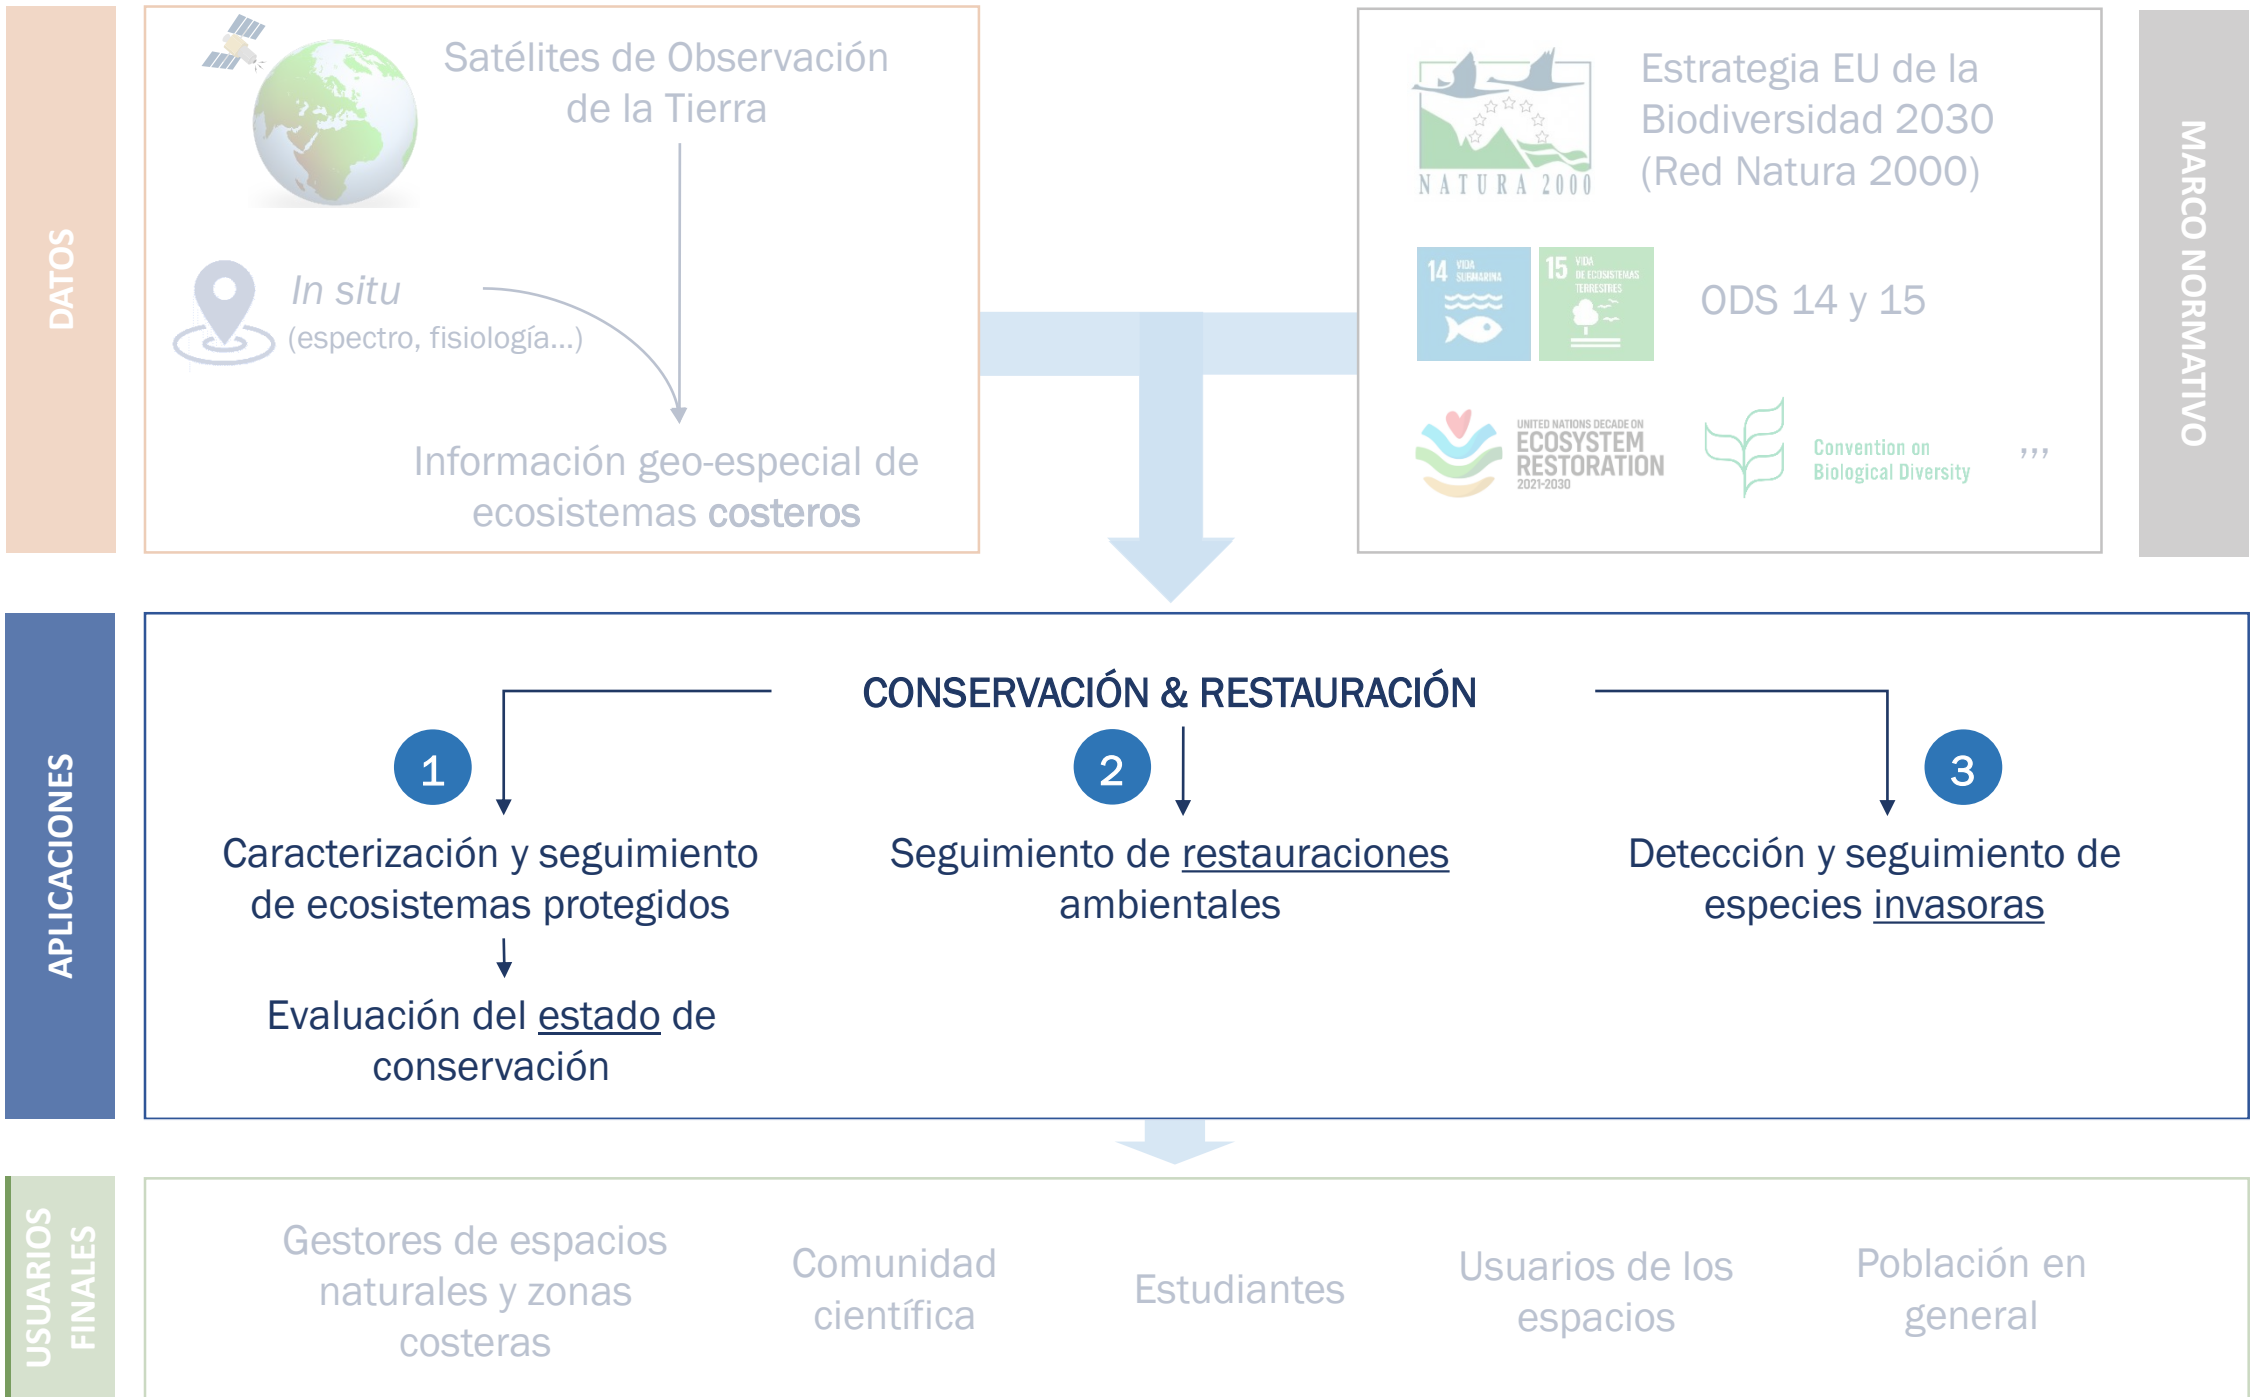 DATOS
Satélites de Observación
de la Tierra
In situ
(espectro, fisiología...)
Información geo-especial de
ecosistemas costeros
NATURA 2000
Estrategia EU de la
Biodiversidad 2030
(Red Natura 2000)
14 VIDA
SUBMARINA
15 VIDA
DE ECOSISTEMAS
TERRESTRES
ODS 14 y 15
UNITED NATIONS DECADE ON
ECOSYSTEM
RESTORATION
2021-2030
Convention on
Biological Diversity
,,,
MARCO NORMATIVO
APLICACIONES
CONSERVACIÓN & RESTAURACIÓN
1
Caracterización y seguimiento
de ecosistemas protegidos
Evaluación del estado de
conservación
2
Seguimiento de restauraciones
ambientales
3
Detección y seguimiento de
especies invasoras
USUARIOS
FINALES
Gestores de espacios
naturales y zonas
costeras
Comunidad
científica
Estudiantes
Usuarios de los
espacios
Población en
general